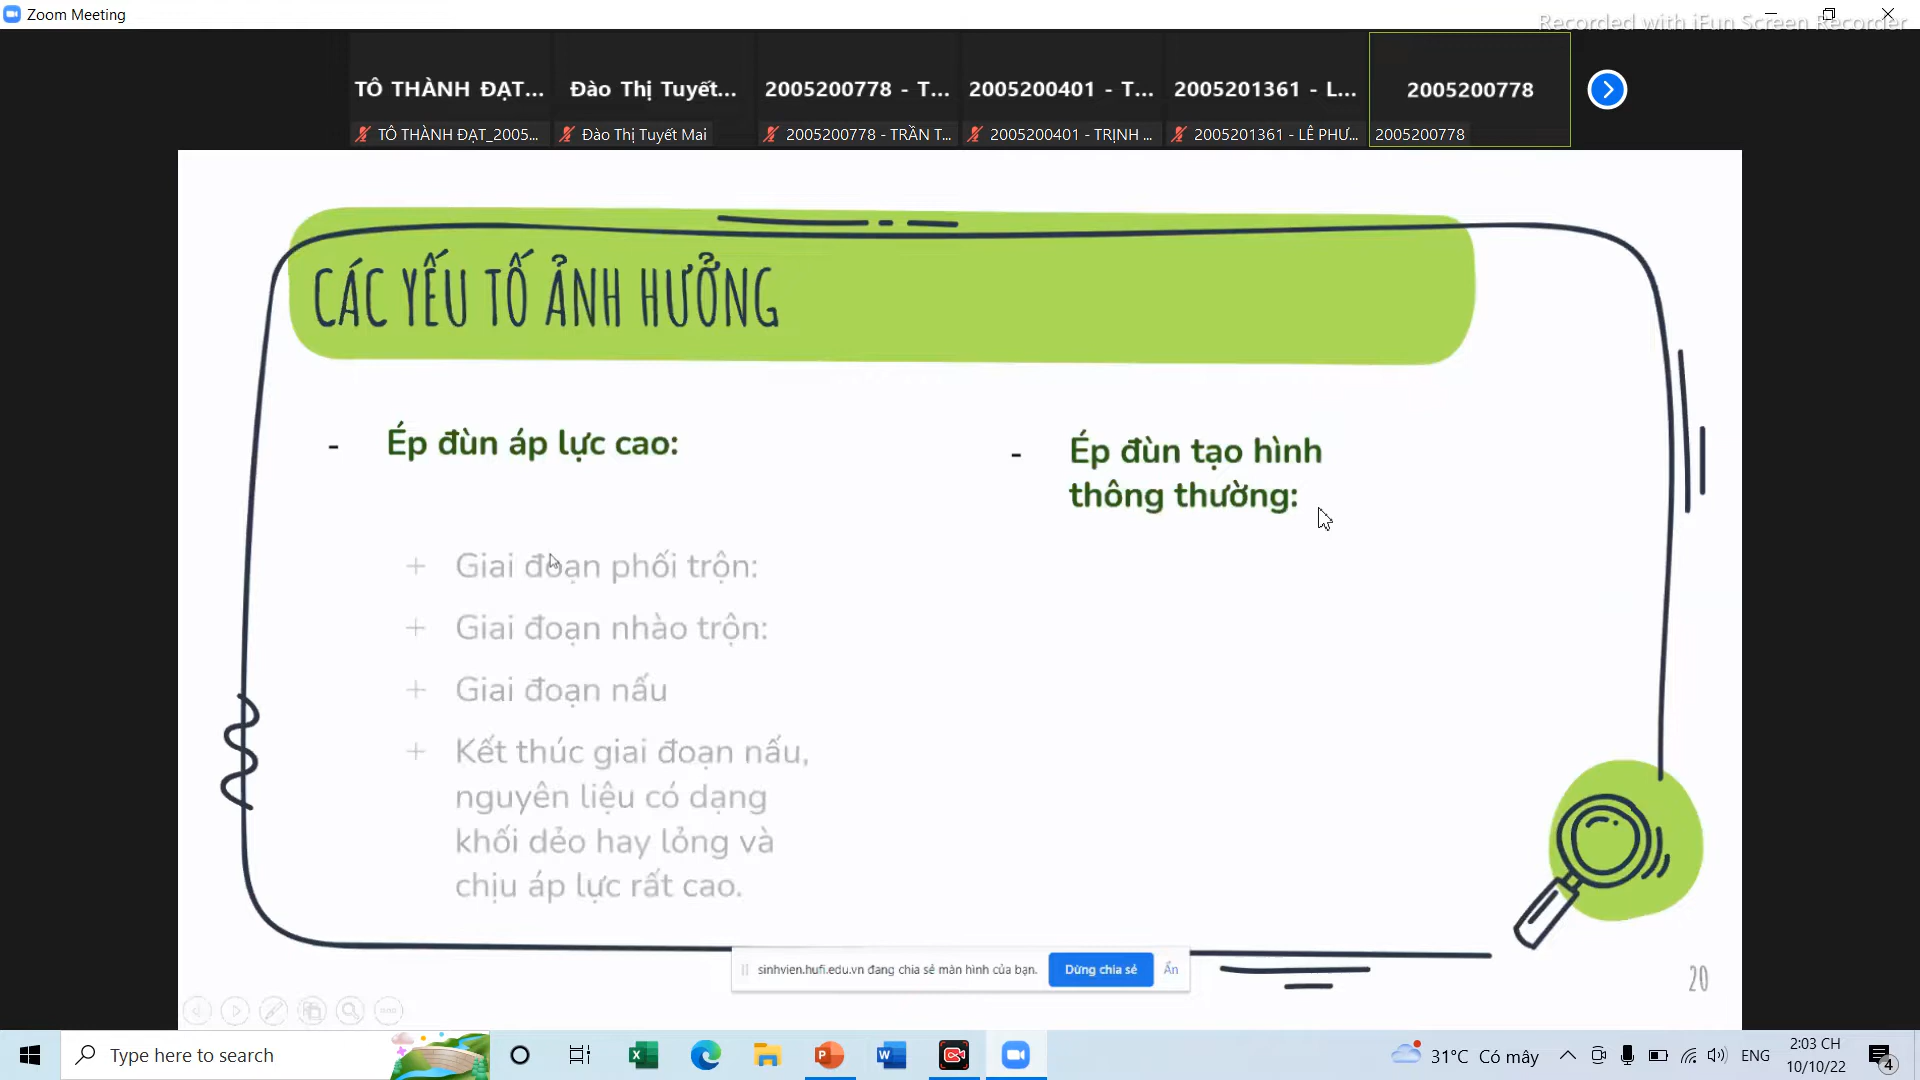 Zoom Meeting
Recorded with iFun Screen Recorder
TÔ THÀNH ĐẠT...
Đào Thị Tuyết...
2005200778 - T...
2005200401 - T...
2005201361 - L...
2005200778
TÔ THÀNH ĐẠT_2005...
Đào Thị Tuyết Mai
2005200778 - TRẦN T...
2005200401 - TRỊNH ...
2005201361 - LÊ PHƯ...
2005200778
CÁC YẾU TỐ ẢNH HƯỞNG
- Ép đùn áp lực cao:
+ Giai đoạn phối trộn:
+ Giai đoạn nhào trộn:
+ Giai đoạn nấu
+ Kết thúc giai đoạn nấu,
nguyên liệu có dạng
khối dẻo hay lỏng và
chịu áp lực rất cao.
- Ép đùn tạo hình
thông thường:
sinhvien.hufi.edu.vn đang chia sẻ màn hình của bạn.
Dừng chia sẻ
Ẩn
20
Type here to search
31°C Có mây
ENG
2:03 CH
10/10/22
4